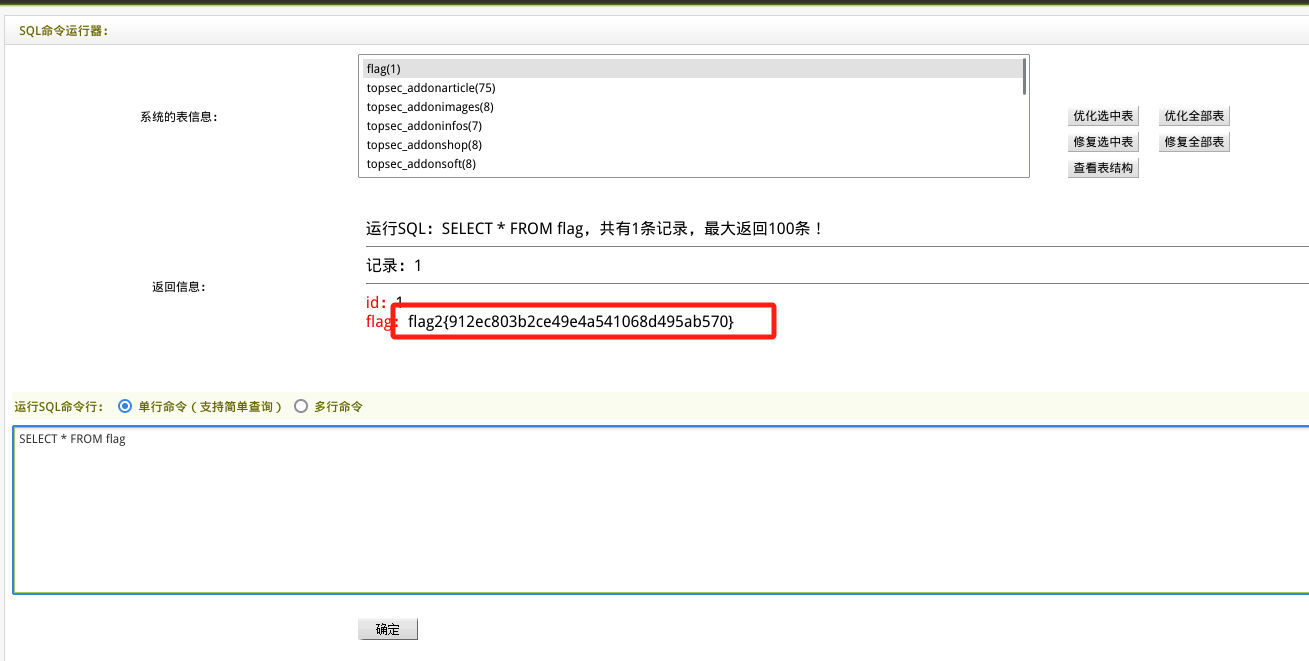 SQL命令运行器：
flag(1)
topsec_addonarticle(75)
topsec_addonimages(8)
topsec_addoninfos(7)
topsec_addonshop(8)
topsec_addonsoft(8)
系统的表信息：
优化选中表 优化全部表
修复选中表 修复全部表
查看表结构
运行SQL：SELECT * FROM flag，共有1条记录，最大返回100条！
记录：1
返回信息：
id：1
flag：flag2{912ec803b2ce49e4a541068d495ab570}
运行SQL命令行： 单行命令（支持简单查询） 多行命令
SELECT * FROM flag
确定